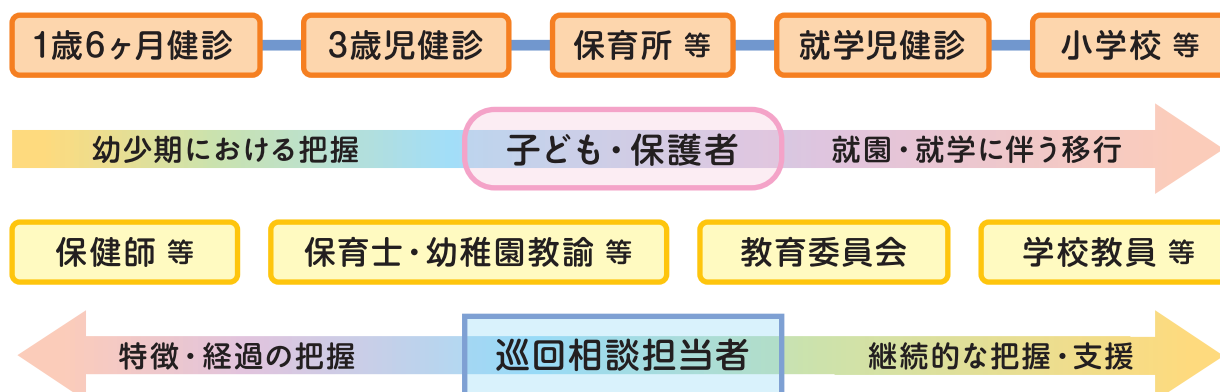 1歳6ヶ月健診 3歳児健診 保育所 等 就学児健診 小学校 等
幼少期における把握 子ども・保護者 就園・就学に伴う移行
保健師 等 保育士・幼稚園教諭 等 教育委員会 学校教員 等
特徴・経過の把握 巡回相談担当者 継続的な把握・支援